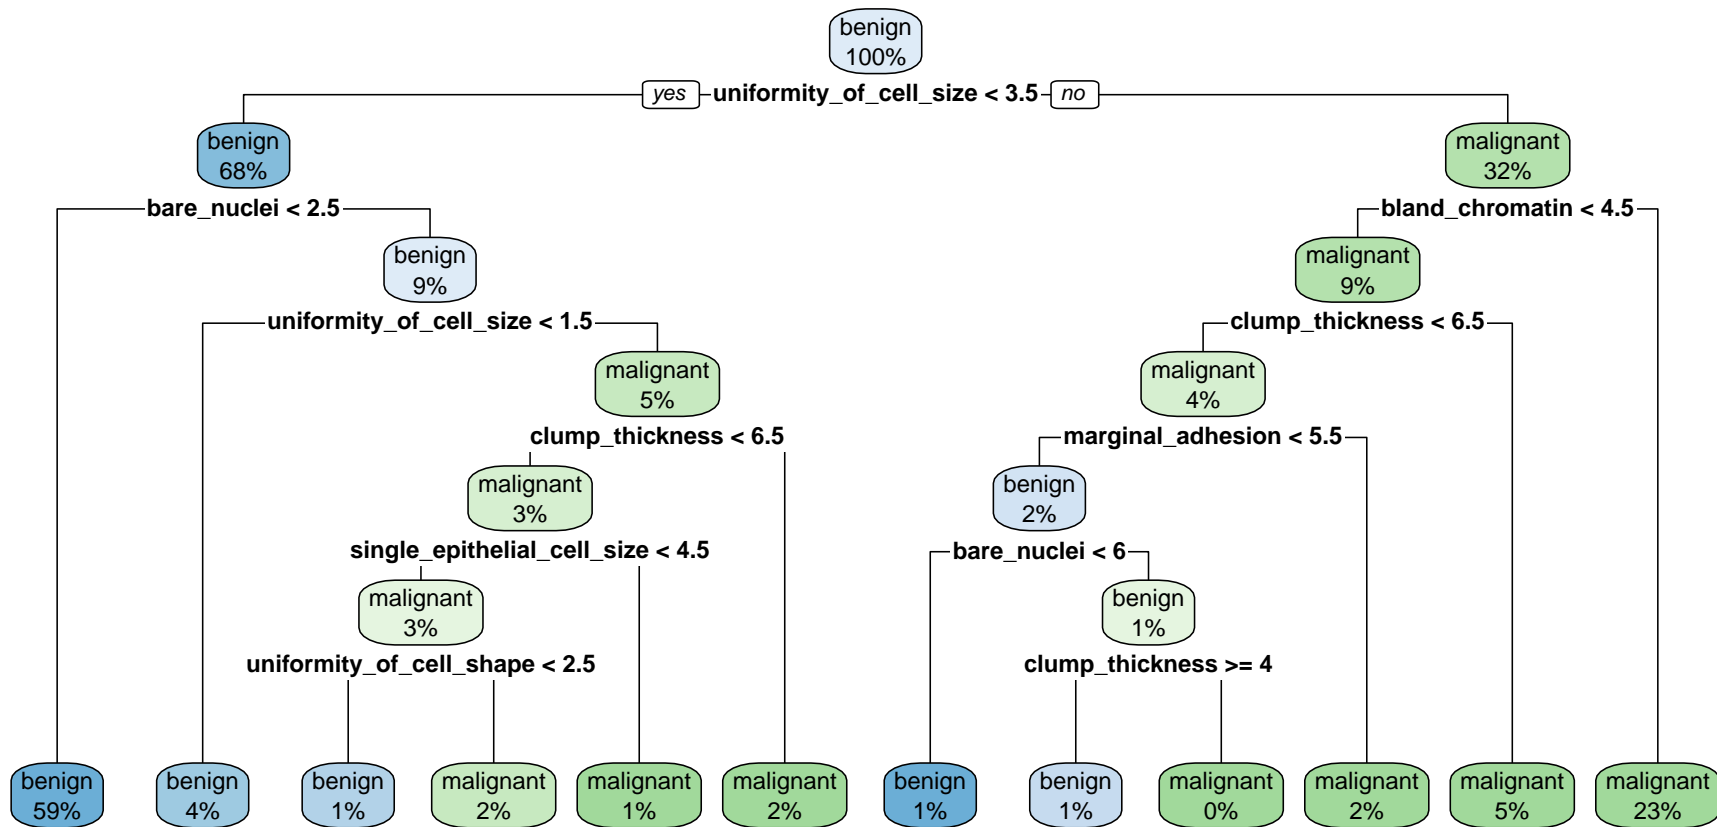 benign
100%
yes uniformity_of_cell_size < 3.5 no
benign
68%
malignant
32%
bare_nuclei < 2.5
bland_chromatin < 4.5
benign
9%
malignant
9%
uniformity_of_cell_size < 1.5
clump_thickness < 6.5
malignant
5%
malignant
4%
clump_thickness < 6.5
marginal_adhesion < 5.5
malignant
3%
benign
2%
single_epithelial_cell_size < 4.5
bare_nuclei < 6
malignant
3%
benign
1%
uniformity_of_cell_shape < 2.5
clump_thickness >= 4
benign
59%
benign
4%
benign
1%
malignant
2%
malignant
1%
malignant
2%
benign
1%
benign
1%
malignant
0%
malignant
2%
malignant
5%
malignant
23%